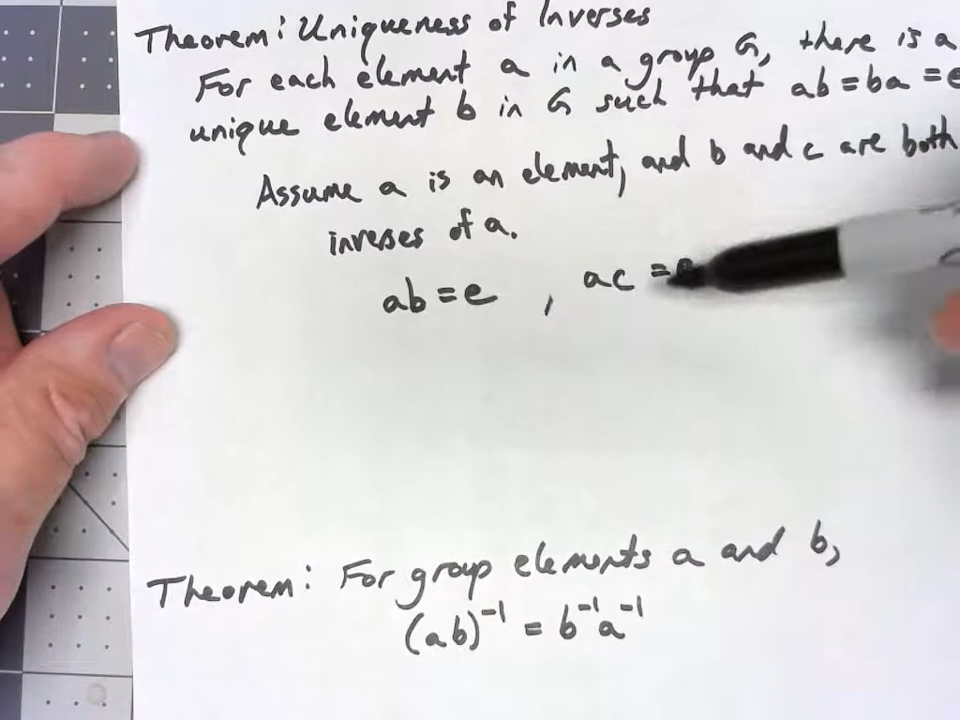 Theorem: Uniqueness of Inverses
For each element a in a group G, there is a
unique element b in G such that ab = ba = e
Assume a is an element, and b and c are both
inverses of a.
ab = e , ac = e
Theorem: For group elements a and b,
(ab)⁻¹ = b⁻¹a⁻¹